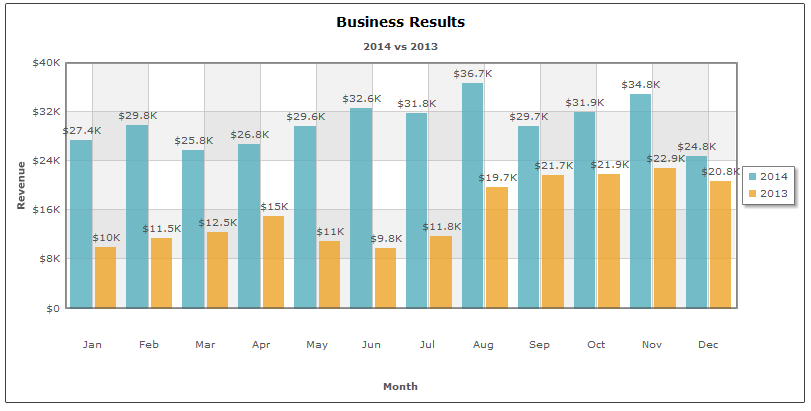 Business Results
2014 vs 2013
$40K
$32K
$24K
$16K
$8K
$0
Revenue
$27.4K $29.8K $25.8K $26.8K $29.6K $32.6K $31.8K $36.7K $29.7K $31.9K $34.8K $24.8K
$10K $11.5K $12.5K $15K $11K $9.8K $11.8K $19.7K $21.7K $21.9K $22.9K $20.8K
2014
2013
Jan Feb Mar Apr May Jun Jul Aug Sep Oct Nov Dec
Month